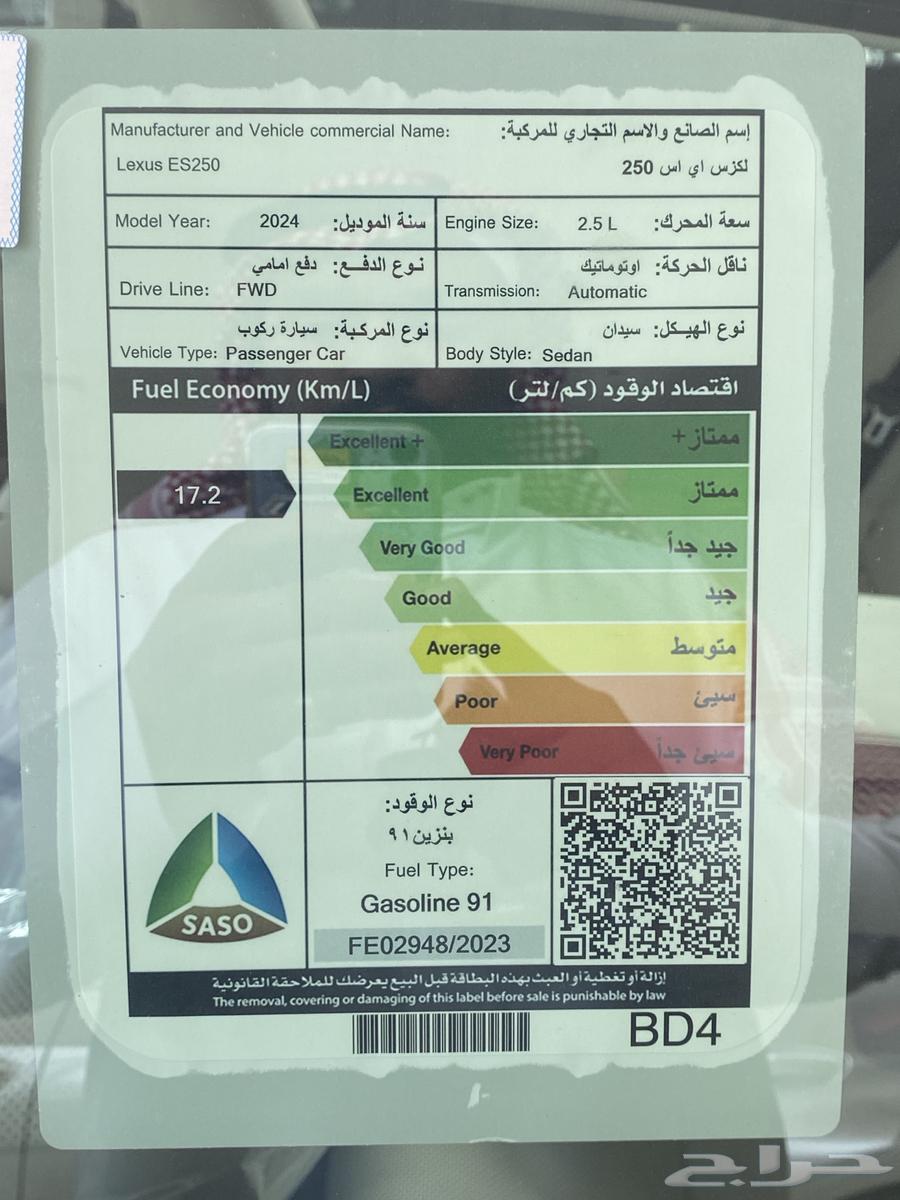 Manufacturer and Vehicle commercial Name: إسم الصانع والاسم التجاري للمركبة:
Lexus ES250 لكزس اي اس 250
Model Year: 2024 سنة الموديل:
Engine Size: 2.5 L سعة المحرك:
نوع الدفع: دفع امامي
Drive Line: FWD
ناقل الحركة: اوتوماتيك
Transmission: Automatic
نوع المركبة: سيارة ركوب
Vehicle Type: Passenger Car
نوع الهيكل: سيدان
Body Style: Sedan
Fuel Economy (Km/L) اقتصاد الوقود (كم/لتر)
Excellent + ممتاز+
17.2
Excellent ممتاز
Very Good جيد جداً
Good جيد
Average متوسط
Poor سيئ
Very Poor سيئ جداً
SASO
نوع الوقود:
بنزين ٩١
Fuel Type:
Gasoline 91
FE02948/2023
إزالة أو تغطية أو العبث بهذه البطاقة قبل البيع يعرضك للملاحقة القانونية
The removal, covering or damaging of this label before sale is punishable by law
BD4
حراج